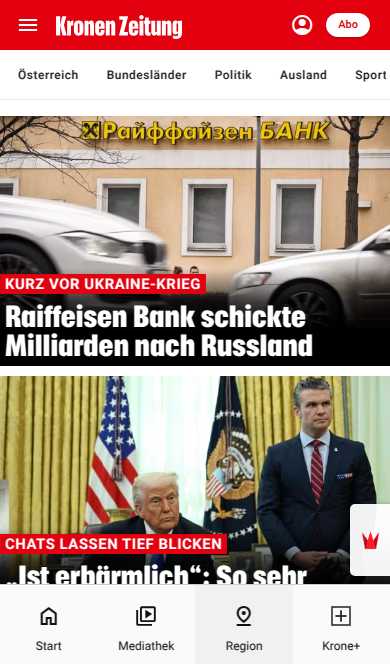 Kronen Zeitung
Abo
Österreich
Bundesländer
Politik
Ausland
Sport
Райффайзен БАНК
KURZ VOR UKRAINE-KRIEG
Raiffeisen Bank schickte
Milliarden nach Russland
CHATS LASSEN TIEF BLICKEN
„Ist erbärmlich“: So sehr
Start
Mediathek
Region
Krone+